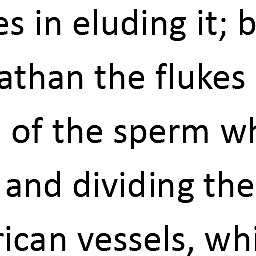 es in eluding it; b
athan the flukes
of the sperm wh
and dividing the
rican vessels, whi